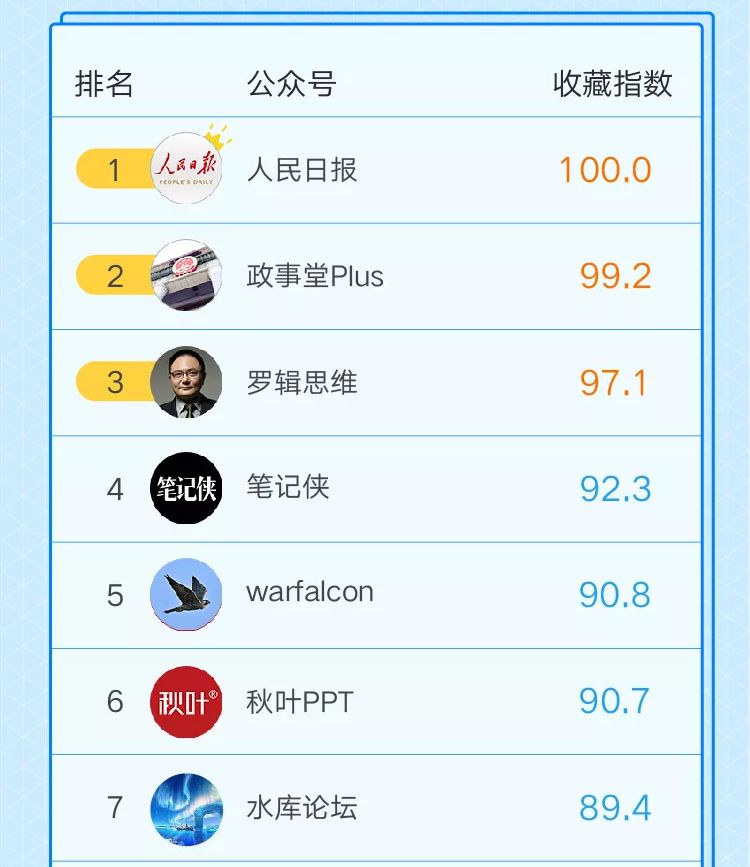 排名 公众号 收藏指数
1 人民日报 PEOPLE'S DAILY 人民日报 100.0
2 政事堂Plus 99.2
3 罗辑思维 97.1
4 笔记侠 笔记侠 92.3
5 warfalcon 90.8
6 秋叶® 秋叶PPT 90.7
7 水库论坛 89.4